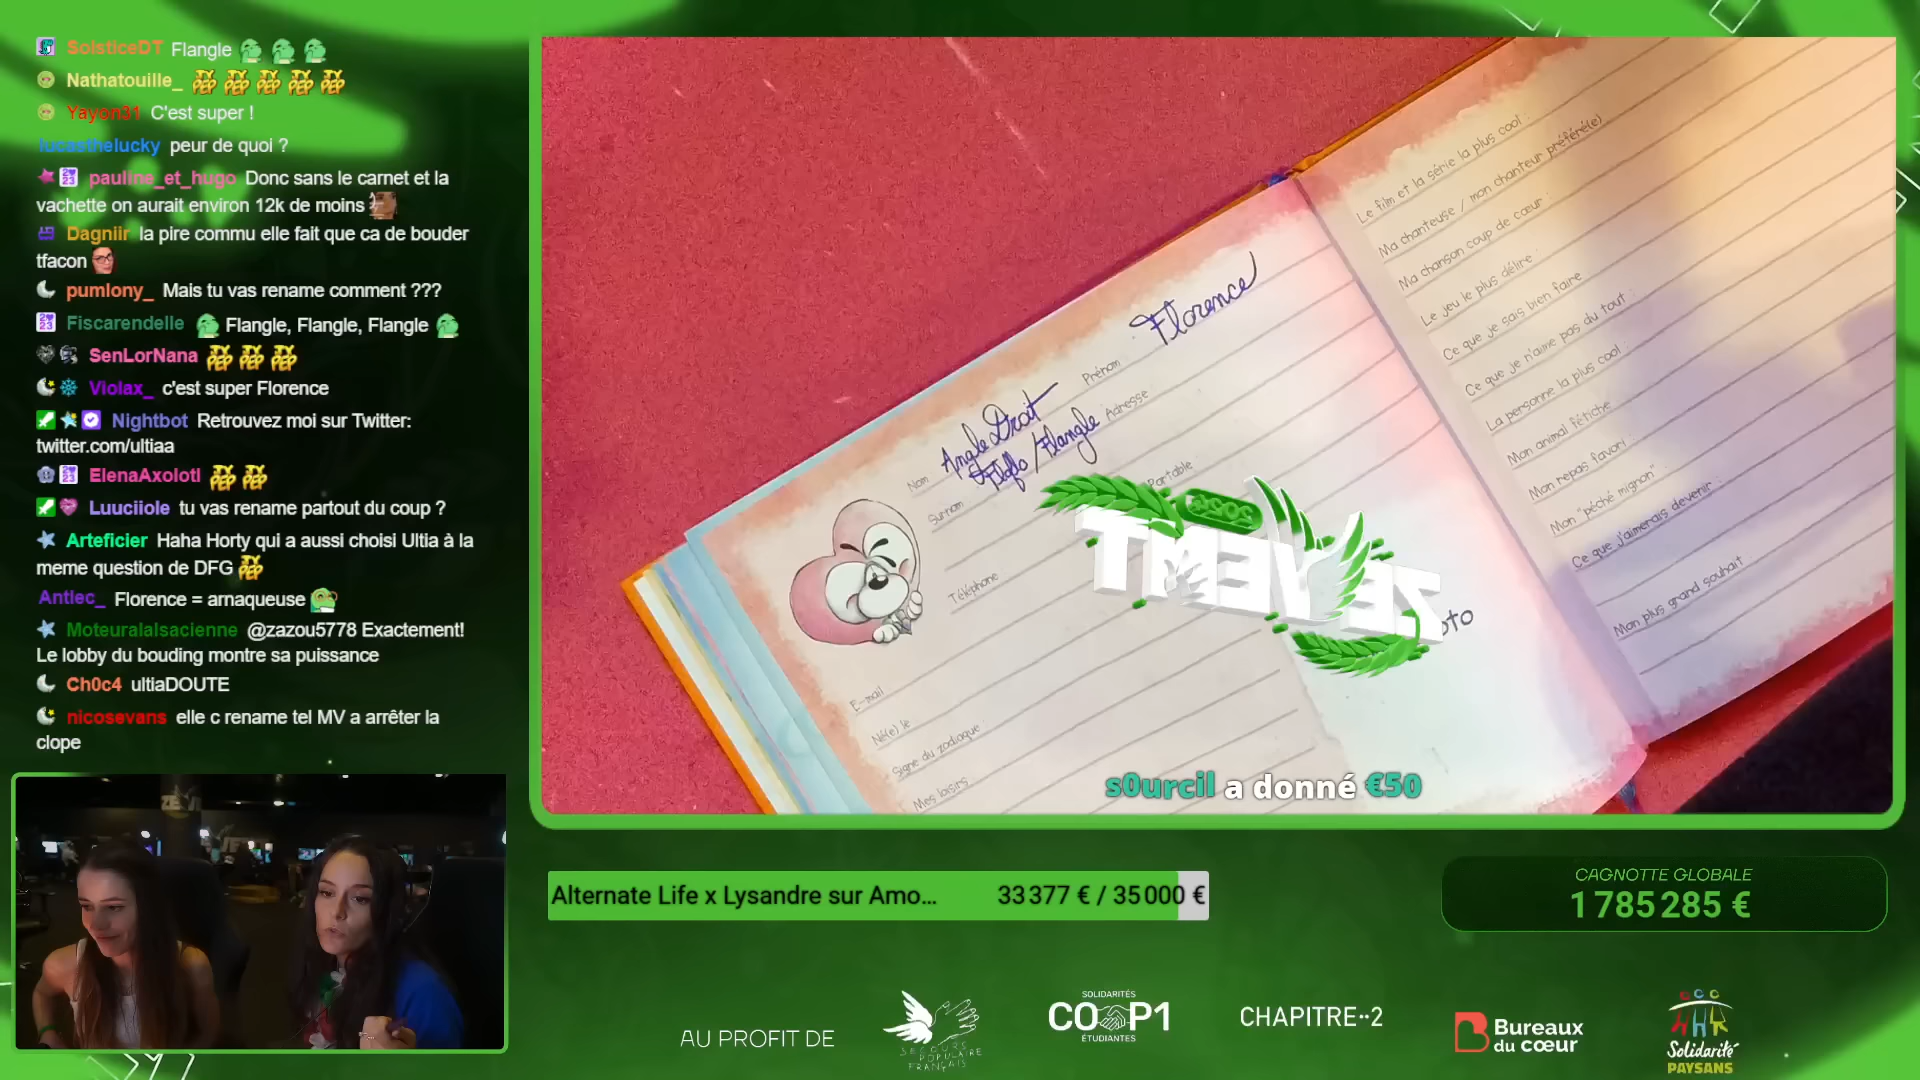 SolsticeDT Flangle
Nathatouille_
Yayon31 C'est super !
lucasthelucky peur de quoi ?
pauline_et_hugo Donc sans le carnet et la
vachette on aurait environ 12k de moins
Dagniir la pire commu elle fait que ca de bouder
tfacon
pumlony_ Mais tu vas rename comment ???
Fiscarendelle Flangle, Flangle, Flangle
SenLorNana
Violax_ c'est super Florence
Nightbot Retrouvez moi sur Twitter:
twitter.com/ultiaa
ElenaAxolotl
Luuciiole tu vas rename partout du coup ?
Arteficier Haha Horty qui a aussi choisi Ultia à la
meme question de DFG
Antlec_ Florence = arnaqueuse
Moteuralalsacienne @zazou5778 Exactement!
Le lobby du bouding montre sa puissance
Ch0c4 ultiaDOUTE
nicosevans elle c rename tel MV a arrêter la
clope
Nom Angle Droit
Prénom Florence
Surnom Floflo / Flangle
Adresse
Portable
Téléphone
E-mail
Né(e) le
Signe du zodiaque :
Mes loisirs
Le film et la série la plus cool :
Ma chanteuse / mon chanteur préféré(e)
Ma chanson coup de cœur :
Le jeu le plus délire :
Ce que je sais bien faire
Ce que je n'aime pas du tout :
La personne la plus cool :
Mon animal fétiche
Mon repas favori
Mon "péché mignon"
Ce que j'aimerais devenir :
Mon plus grand souhait
ZEVENT
s0urcil a donné €50
Alternate Life x Lysandre sur Amo... 33 377 € / 35 000 €
CAGNOTTE GLOBALE
1 785 285 €
AU PROFIT DE
SECOURS
POPULAIRE
FRANÇAIS
SOLIDARITÉS
COP1
ÉTUDIANTES
CHAPITRE··2
Bureaux
du cœur
Solidarité
PAYSANS